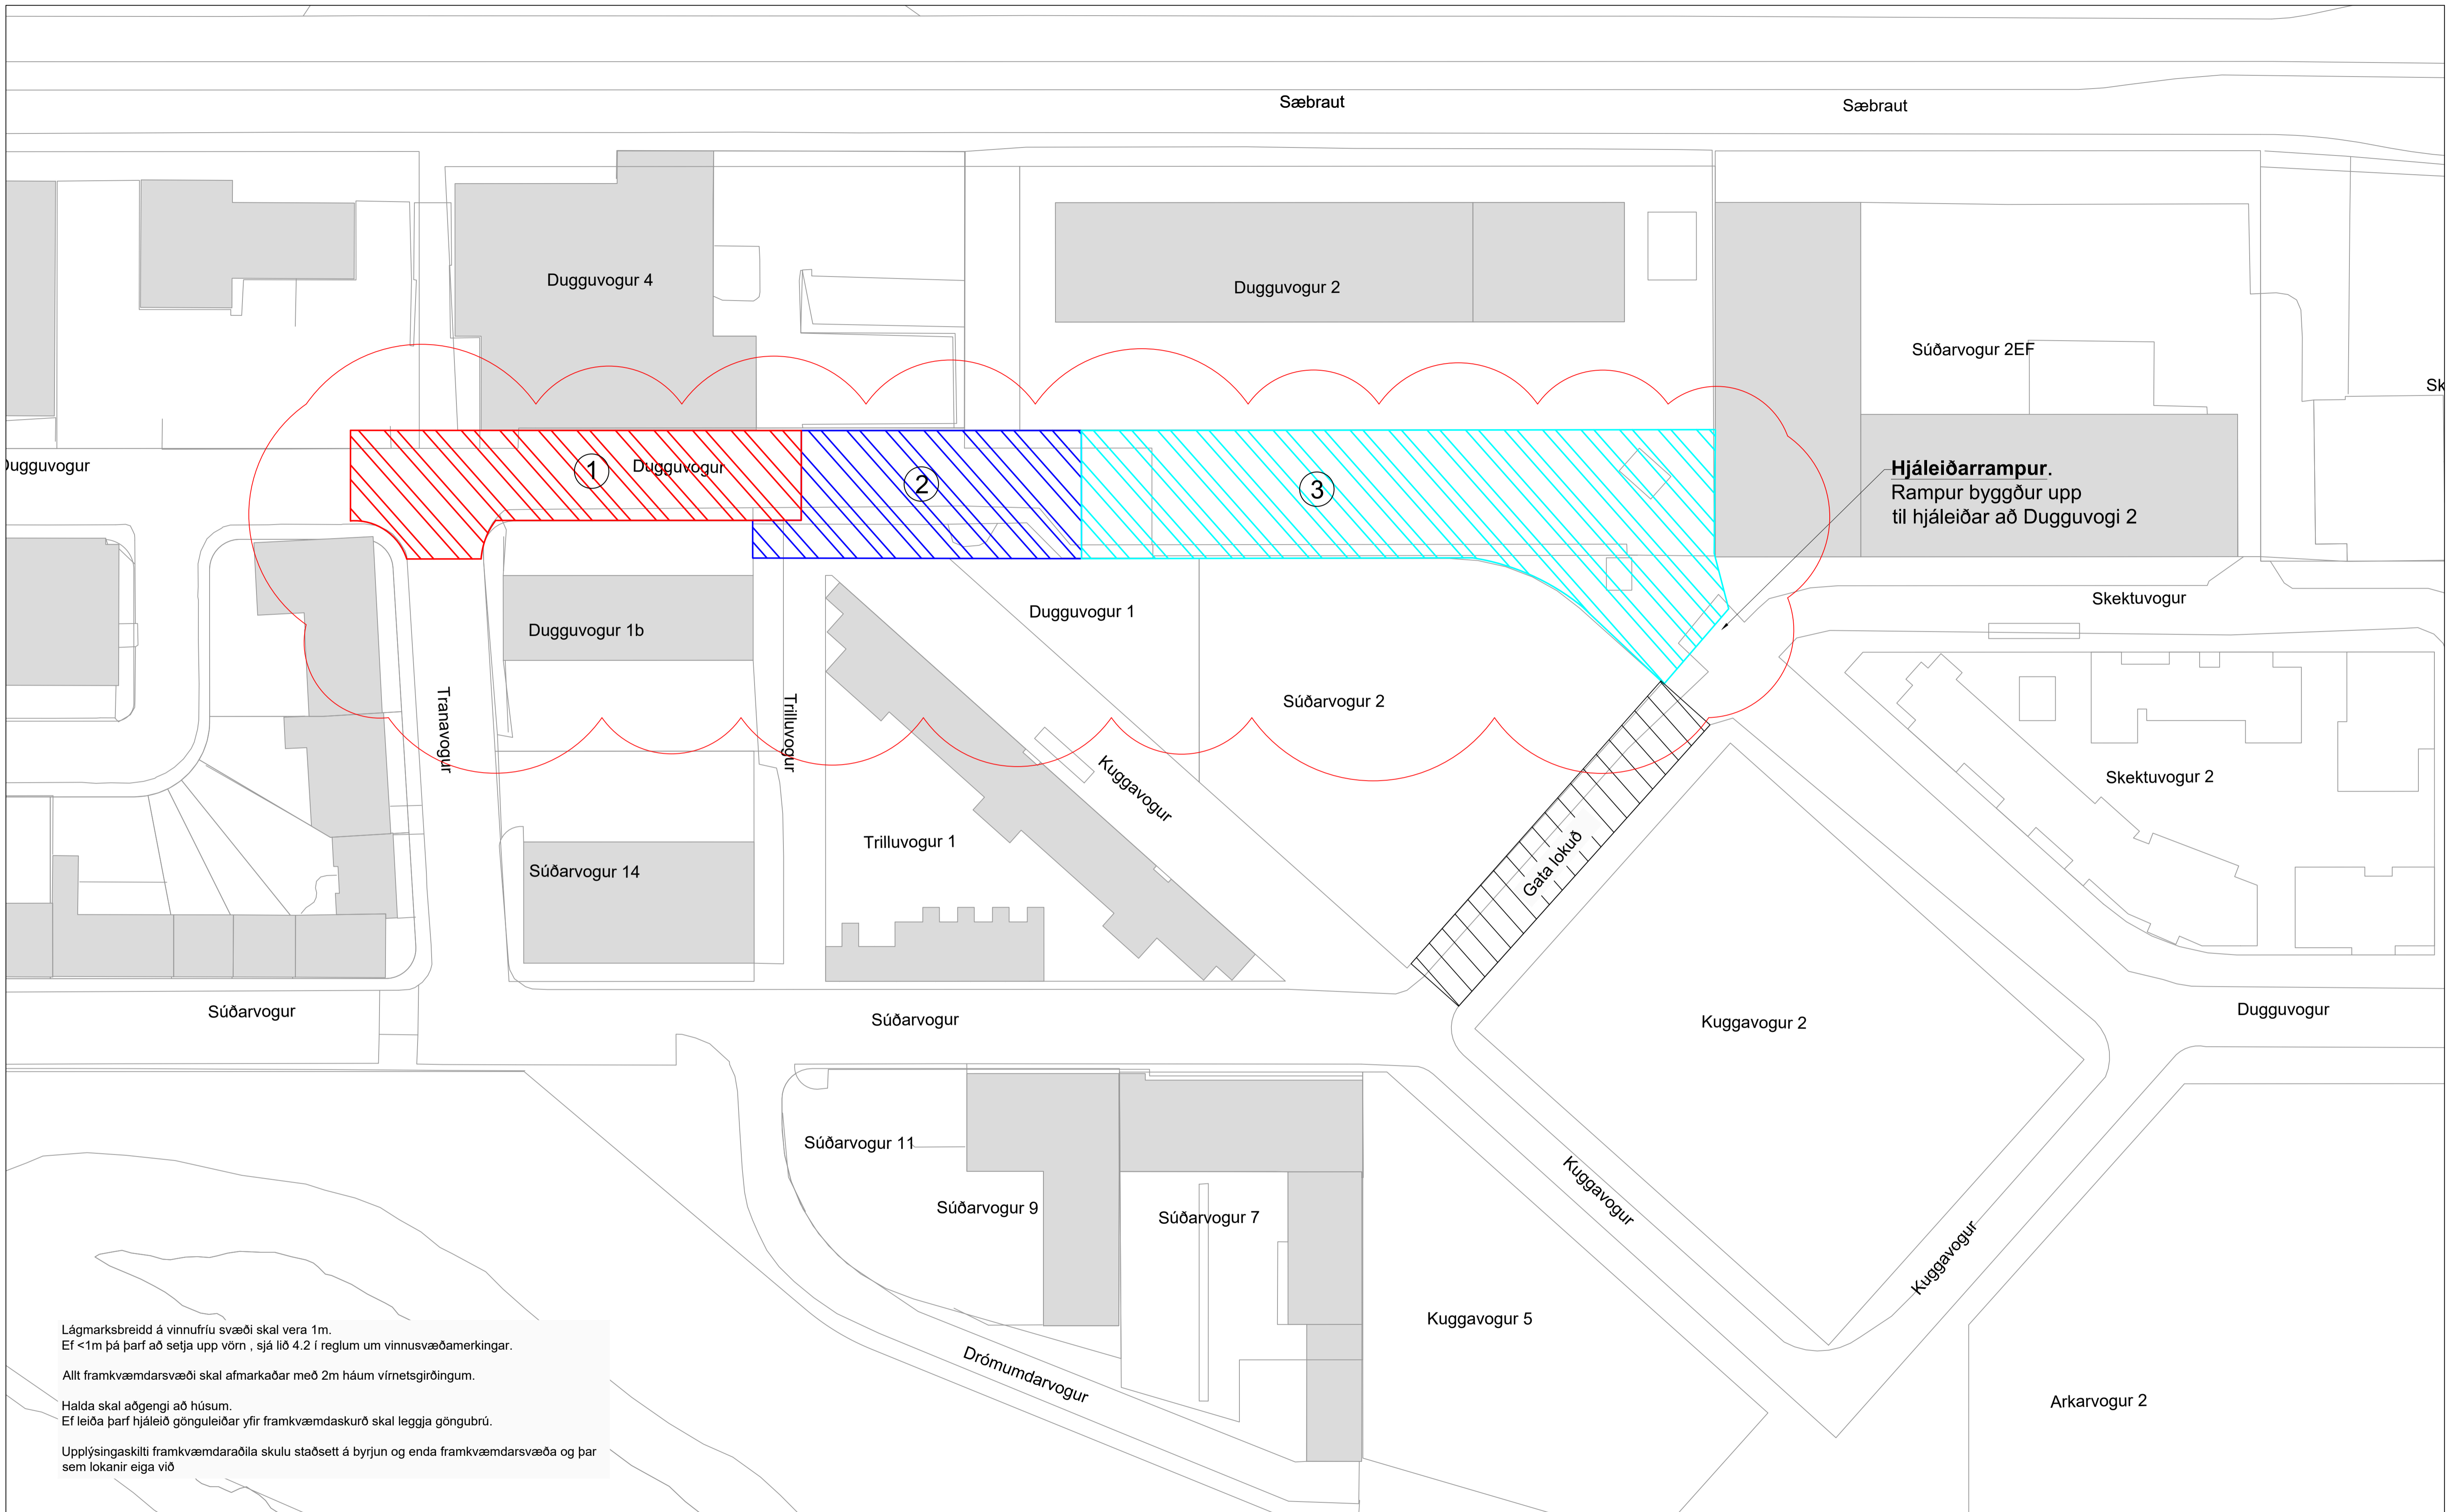 Sæbraut
Sæbraut
Dugguvogur 4
Dugguvogur 2
Súðarvogur 2EF
Sk
Dugguvogur
1
Dugguvogur
2
3
Hjáleiðarrampur.
Rampur byggður upp
til hjáleiðar að Dugguvogi 2
Skektuvogur
Dugguvogur 1b
Dugguvogur 1
Súðarvogur 2
Tranavogur
Trilluvogur
Kuggavogur
Skektuvogur 2
Trilluvogur 1
Súðarvogur 14
Gata lokuð
Súðarvogur
Súðarvogur
Kuggavogur 2
Dugguvogur
Súðarvogur 11
Súðarvogur 9
Súðarvogur 7
Kuggavogur
Kuggavogur
Kuggavogur 5
Drómumdarvogur
Arkarvogur 2
Lágmarksbreidd á vinnufríu svæði skal vera 1m.
Ef <1m þá þarf að setja upp vörn , sjá lið 4.2 í reglum um vinnusvæðamerkingar.
Allt framkvæmdarsvæði skal afmarkaðar með 2m háum vírnetsgirðingum.
Halda skal aðgengi að húsum.
Ef leiða þarf hjáleið gönguleiðar yfir framkvæmdaskurð skal leggja göngubrú.
Upplýsingaskilti framkvæmdaraðila skulu staðsett á byrjun og enda framkvæmdarsvæða og þar
sem lokanir eiga við